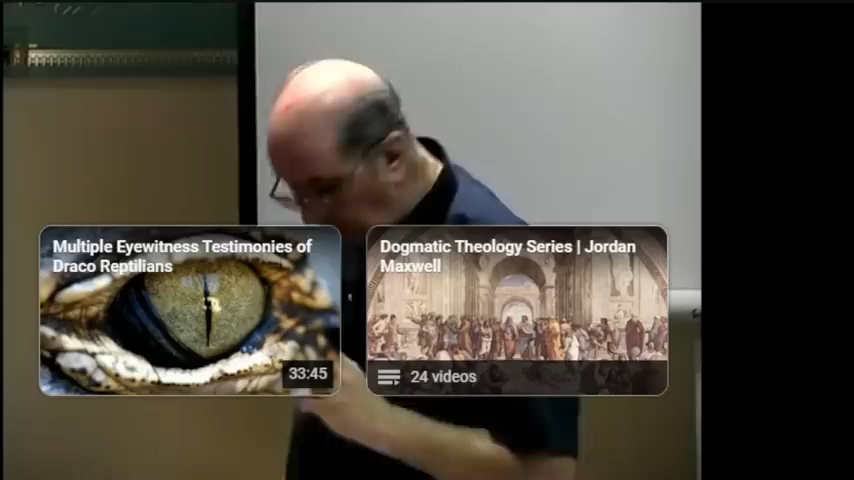 Multiple Eyewitness Testimonies of
Draco Reptilians
33:45
Dogmatic Theology Series | Jordan
Maxwell
24 videos